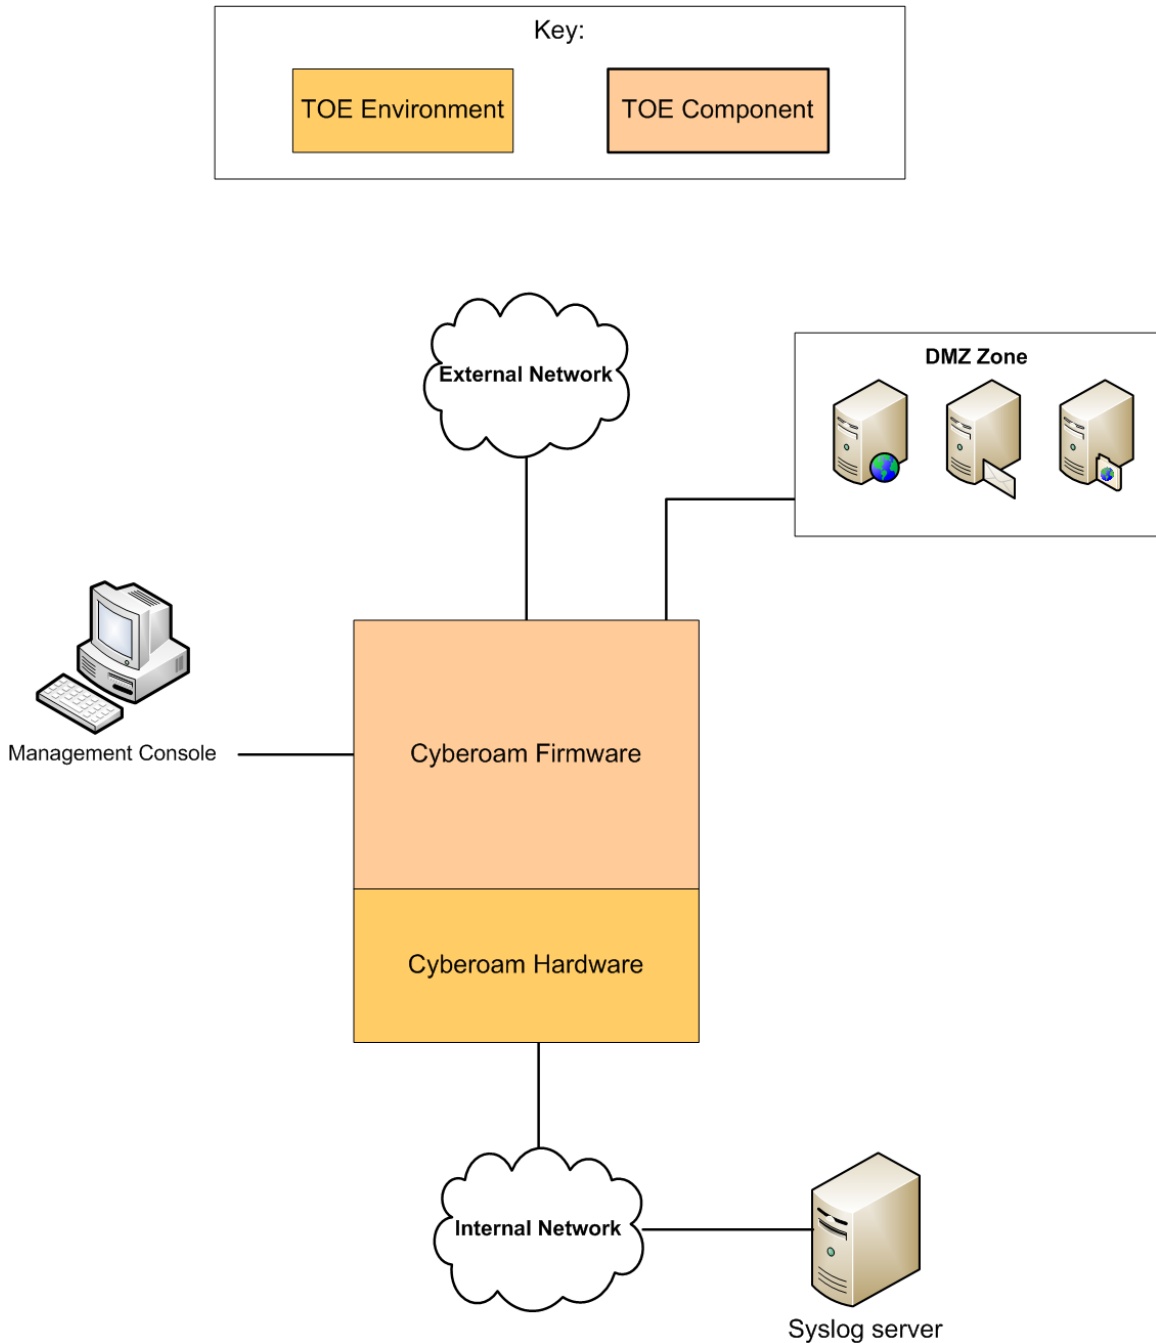 Key:
TOE Environment
TOE Component
External Network
DMZ Zone
Management Console
Cyberoam Firmware
Cyberoam Hardware
Internal Network
Syslog server